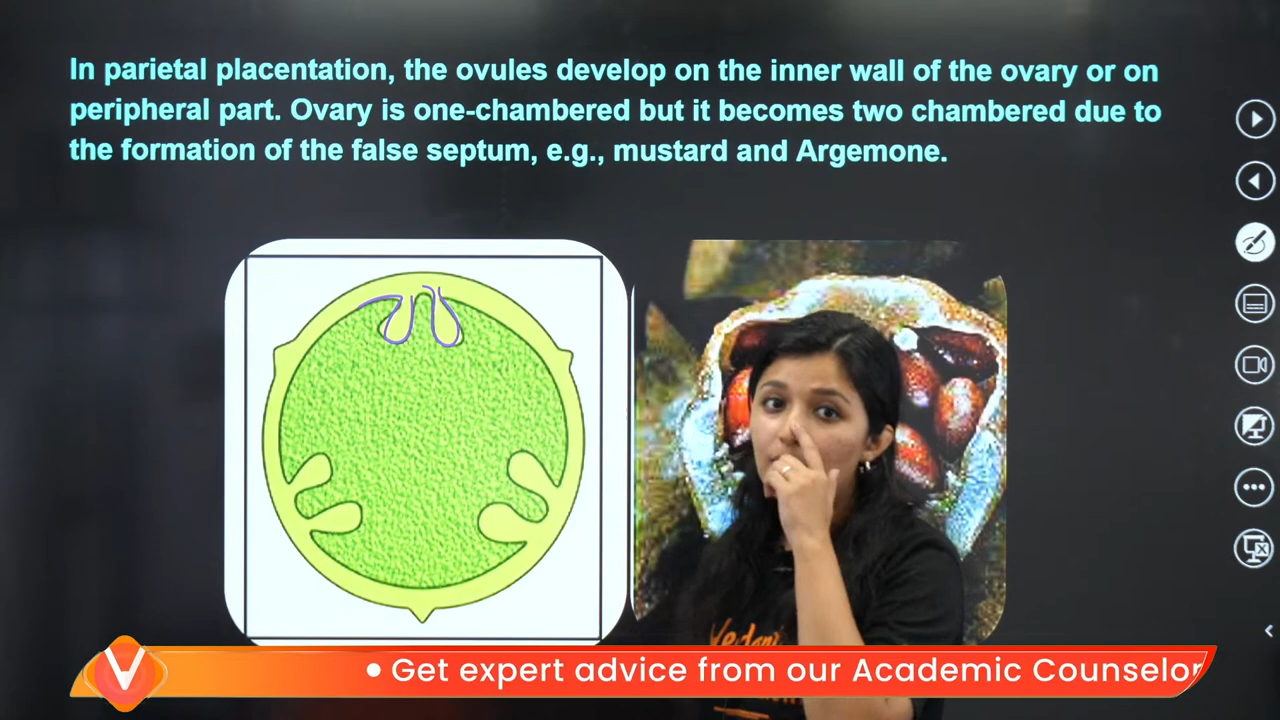 In parietal placentation, the ovules develop on the inner wall of the ovary or on
peripheral part. Ovary is one-chambered but it becomes two chambered due to
the formation of the false septum, e.g., mustard and Argemone.
V
• Get expert advice from our Academic Counselor